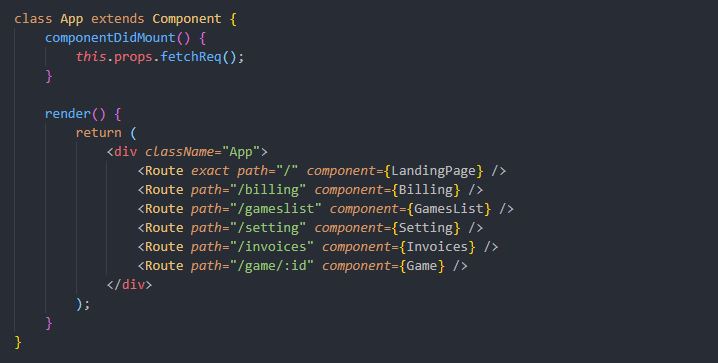 class App extends Component {
    componentDidMount() {
        this.props.fetchReq();
    }

    render() {
        return (
            <div className="App">
                <Route exact path="/" component={LandingPage} />
                <Route path="/billing" component={Billing} />
                <Route path="/gameslist" component={GamesList} />
                <Route path="/setting" component={Setting} />
                <Route path="/invoices" component={Invoices} />
                <Route path="/game/:id" component={Game} />
            </div>
        );
    }
}